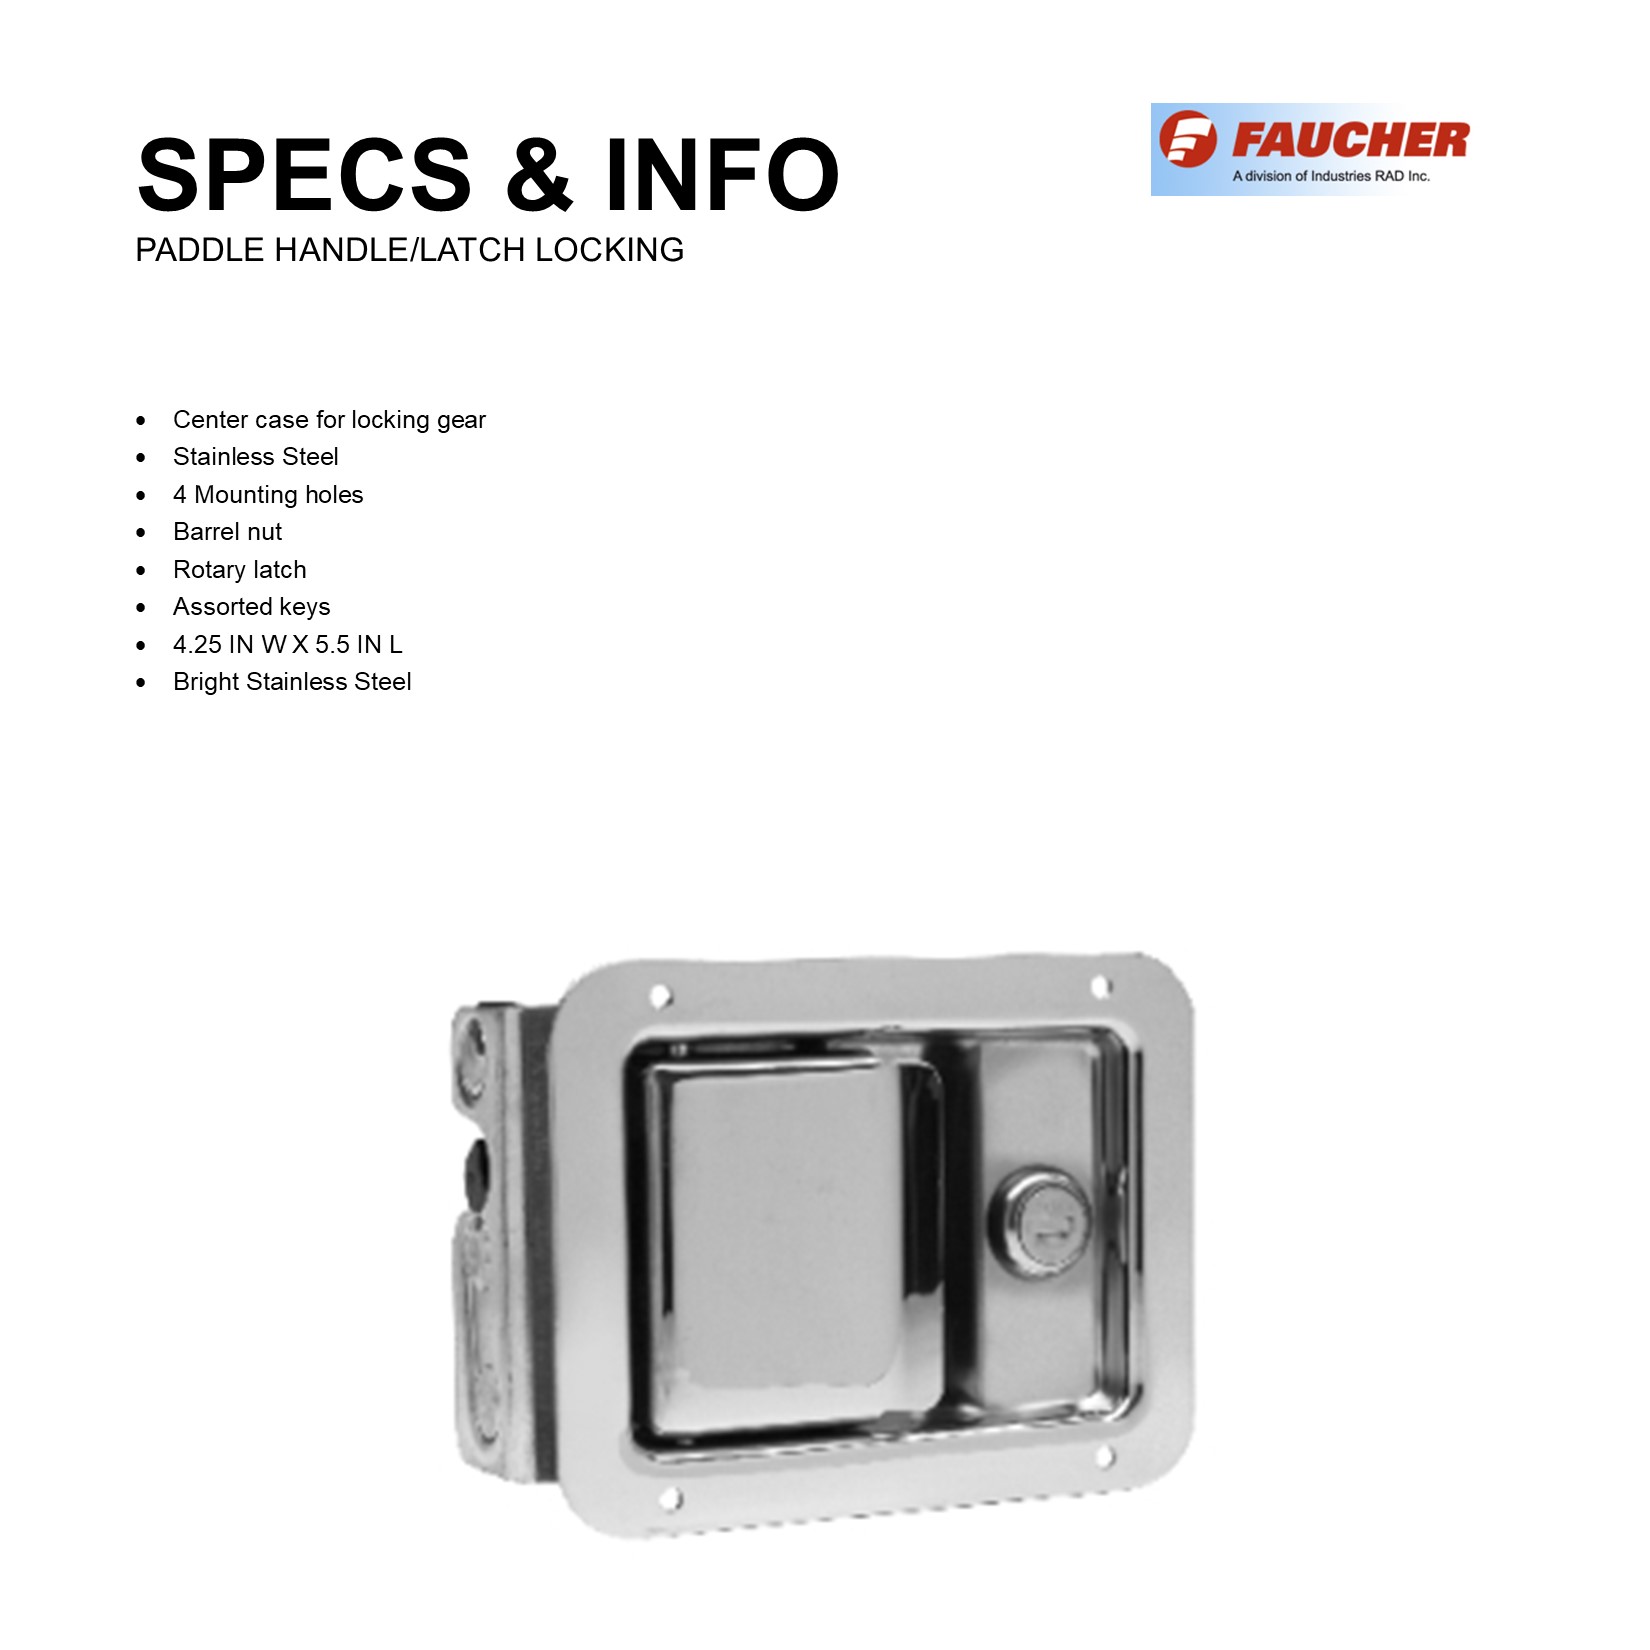 SPECS & INFO
PADDLE HANDLE/LATCH LOCKING
FAUCHER
A division of Industries RAD Inc.
• Center case for locking gear
• Stainless Steel
• 4 Mounting holes
• Barrel nut
• Rotary latch
• Assorted keys
• 4.25 IN W X 5.5 IN L
• Bright Stainless Steel